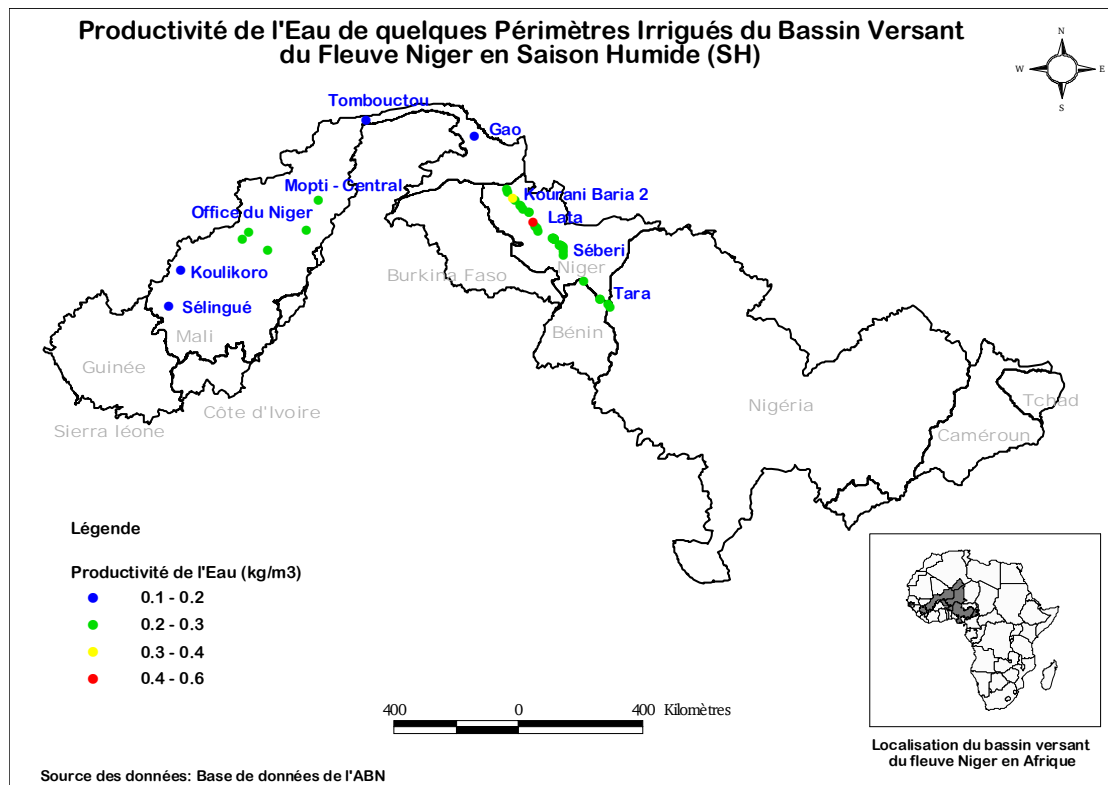 Productivité de l'Eau de quelques Périmètres Irrigués du Bassin Versant
du Fleuve Niger en Saison Humide (SH)
N
W
E
S
Tombouctou
Gao
Mopti - Central
Kourani Baria 2
Office du Niger
Lata
Séberi
Koulikoro
Burkina Faso
Niger
Tara
Sélingué
Mali
Bénin
Guinée
Côte d'Ivoire
Nigéria
Tchad
Sierra léone
Caméroun
Légende
Productivité de l'Eau (kg/m3)
0.1 - 0.2
0.2 - 0.3
0.3 - 0.4
0.4 - 0.6
400 0 400 Kilomètres
Localisation du bassin versant
du fleuve Niger en Afrique
Source des données: Base de données de l'ABN